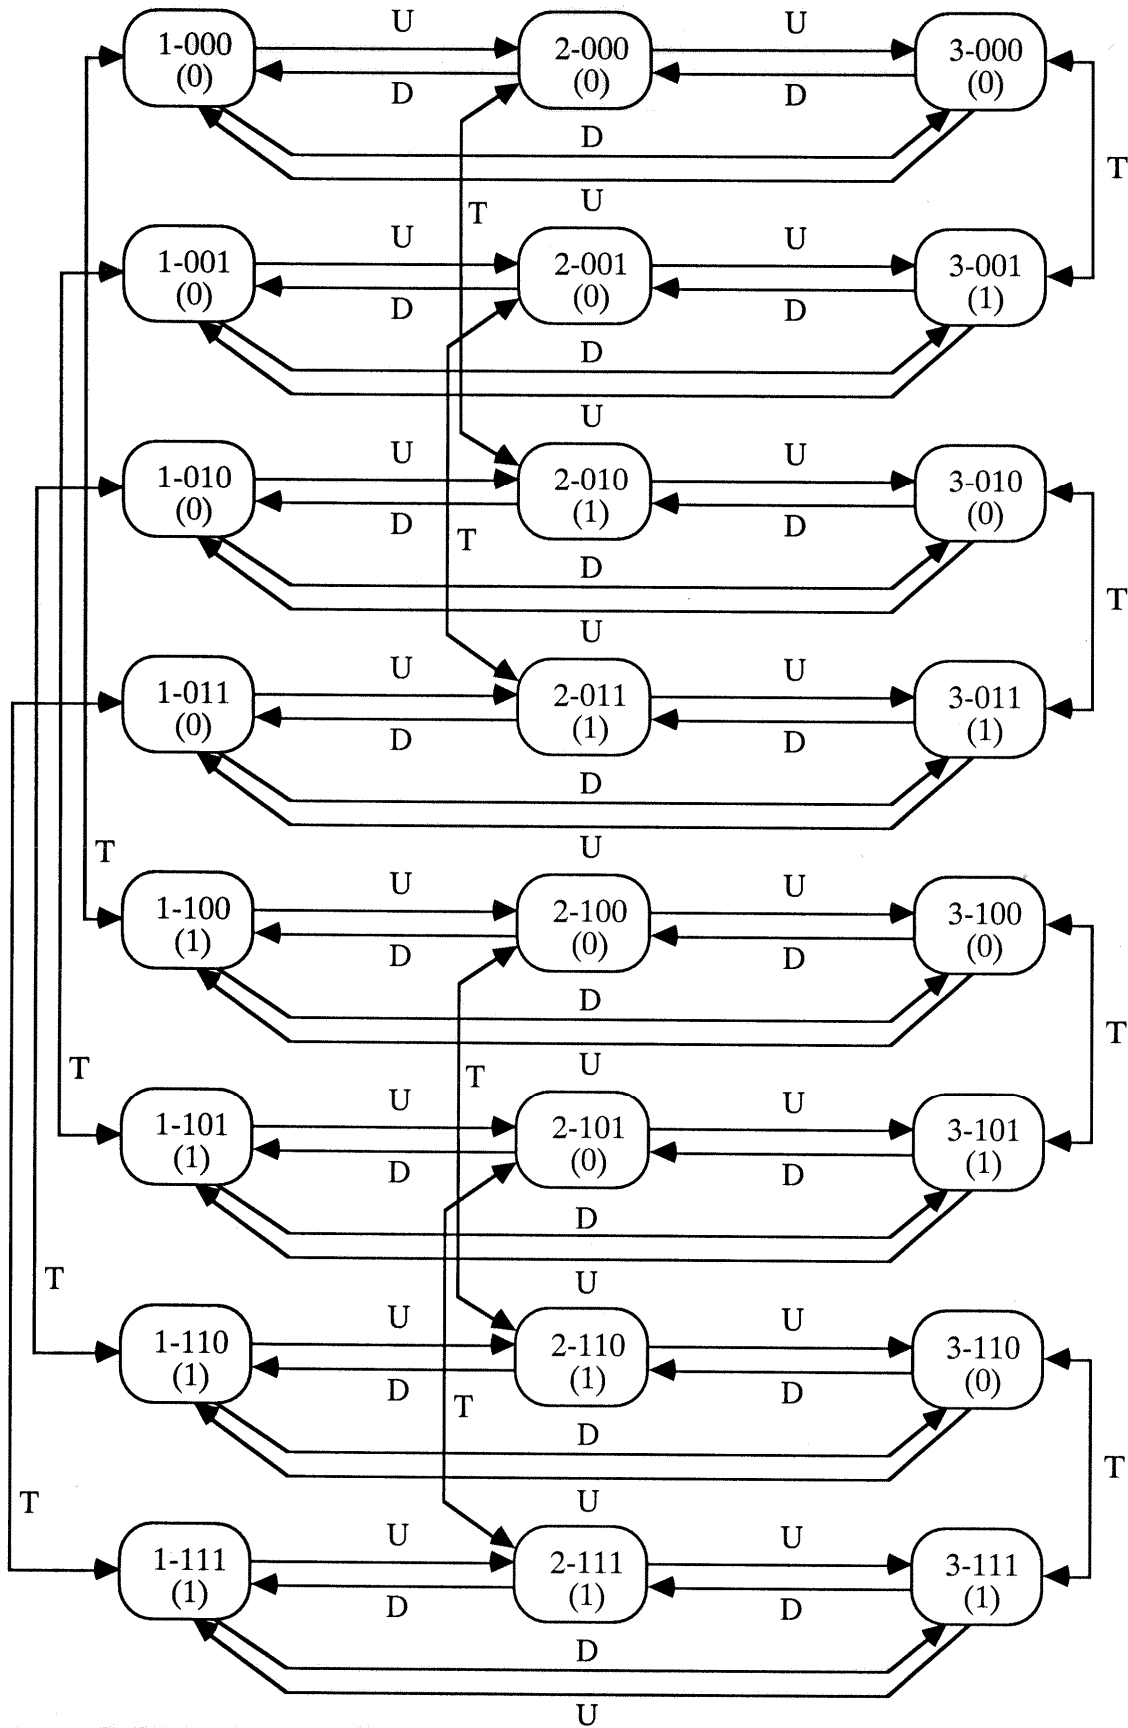 U U
1-000 2-000 3-000
(0) (0) (0)
D D
D
T
U
T
U U
1-001 2-001 3-001
(0) (0) (1)
D D
D
U
U U
1-010 2-010 3-010
(0) (1) (0)
D D
T
D
T
U
U U
1-011 2-011 3-011
(0) (1) (1)
D D
D
U
T
U U
1-100 2-100 3-100
(1) (0) (0)
D D
D
T
U
T
T
U U
1-101 2-101 3-101
(1) (0) (1)
D D
D
T
U
U U
1-110 2-110 3-110
(1) (1) (0)
D D
T
D
T
U
T
U U
1-111 2-111 3-111
(1) (1) (1)
D D
D
U